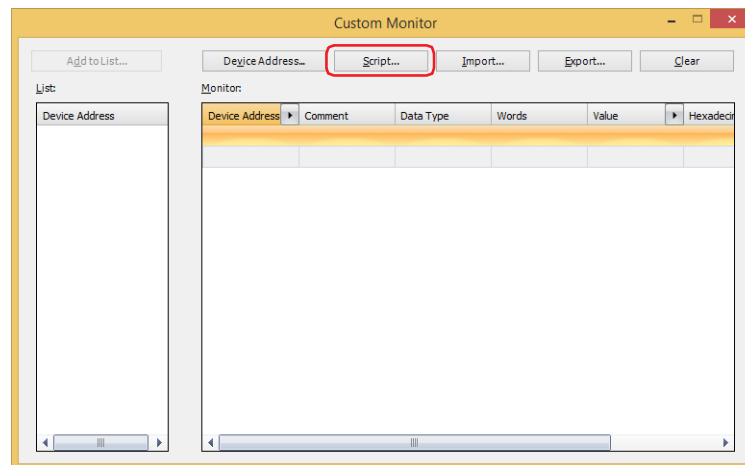 Custom Monitor
Add to List... Device Address... Script... Import... Export... Clear
List: Monitor:
Device Address Device Address Comment Data Type Words Value Hexadecim